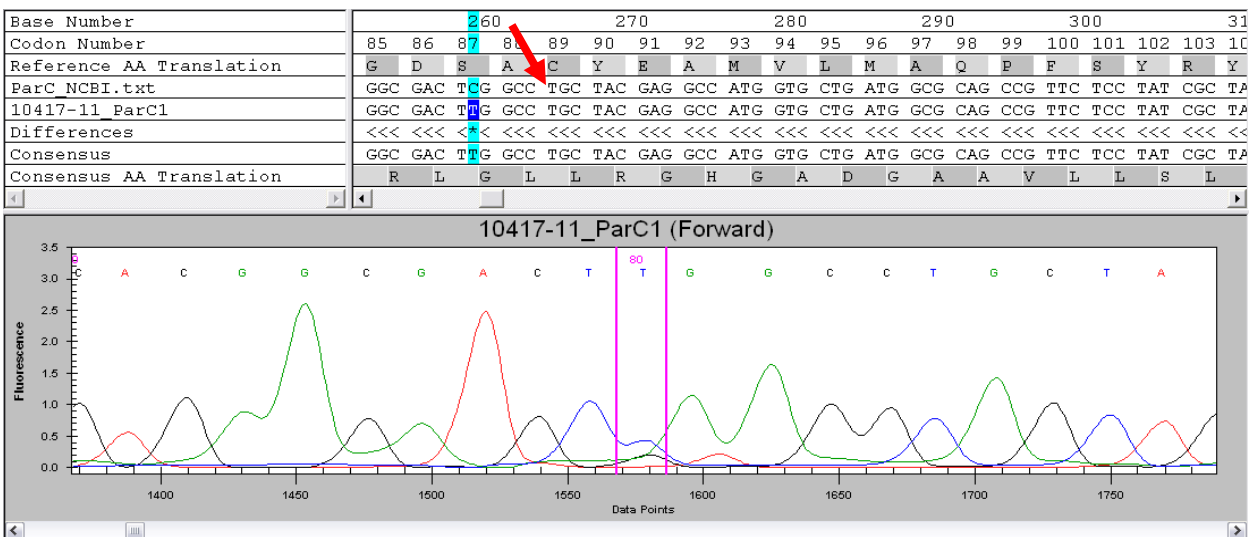 Base Number 260 270 280 290 300 31
Codon Number 85 86 87 88 89 90 91 92 93 94 95 96 97 98 99 100 101 102 103 10
Reference AA Translation G D S A C Y E A M V L M A Q P F S Y R Y
ParC_NCBI.txt GGC GAC TCG GCC TGC TAC GAG GCC ATG GTG CTG ATG GCG CAG CCG TTC TCC TAT CGC TA
10417-11_ParC1 GGC GAC TTG GCC TGC TAC GAG GCC ATG GTG CTG ATG GCG CAG CCG TTC TCC TAT CGC TA
Differences <<< <<< <*< <<< <<< <<< <<< <<< <<< <<< <<< <<< <<< <<< <<< <<< <<< <<< <<< <<
Consensus GGC GAC TTG GCC TGC TAC GAG GCC ATG GTG CTG ATG GCG CAG CCG TTC TCC TAT CGC TA
Consensus AA Translation R L G L L R G H G A D G A A V L L S L
10417-11_ParC1 (Forward)
80
C A C G G C G A C T T G G C C T G C T A
3.5
3.0
2.5
2.0
1.5
1.0
0.5
0.0
Fluorescence
1400 1450 1500 1550 1600 1650 1700 1750
Data Points